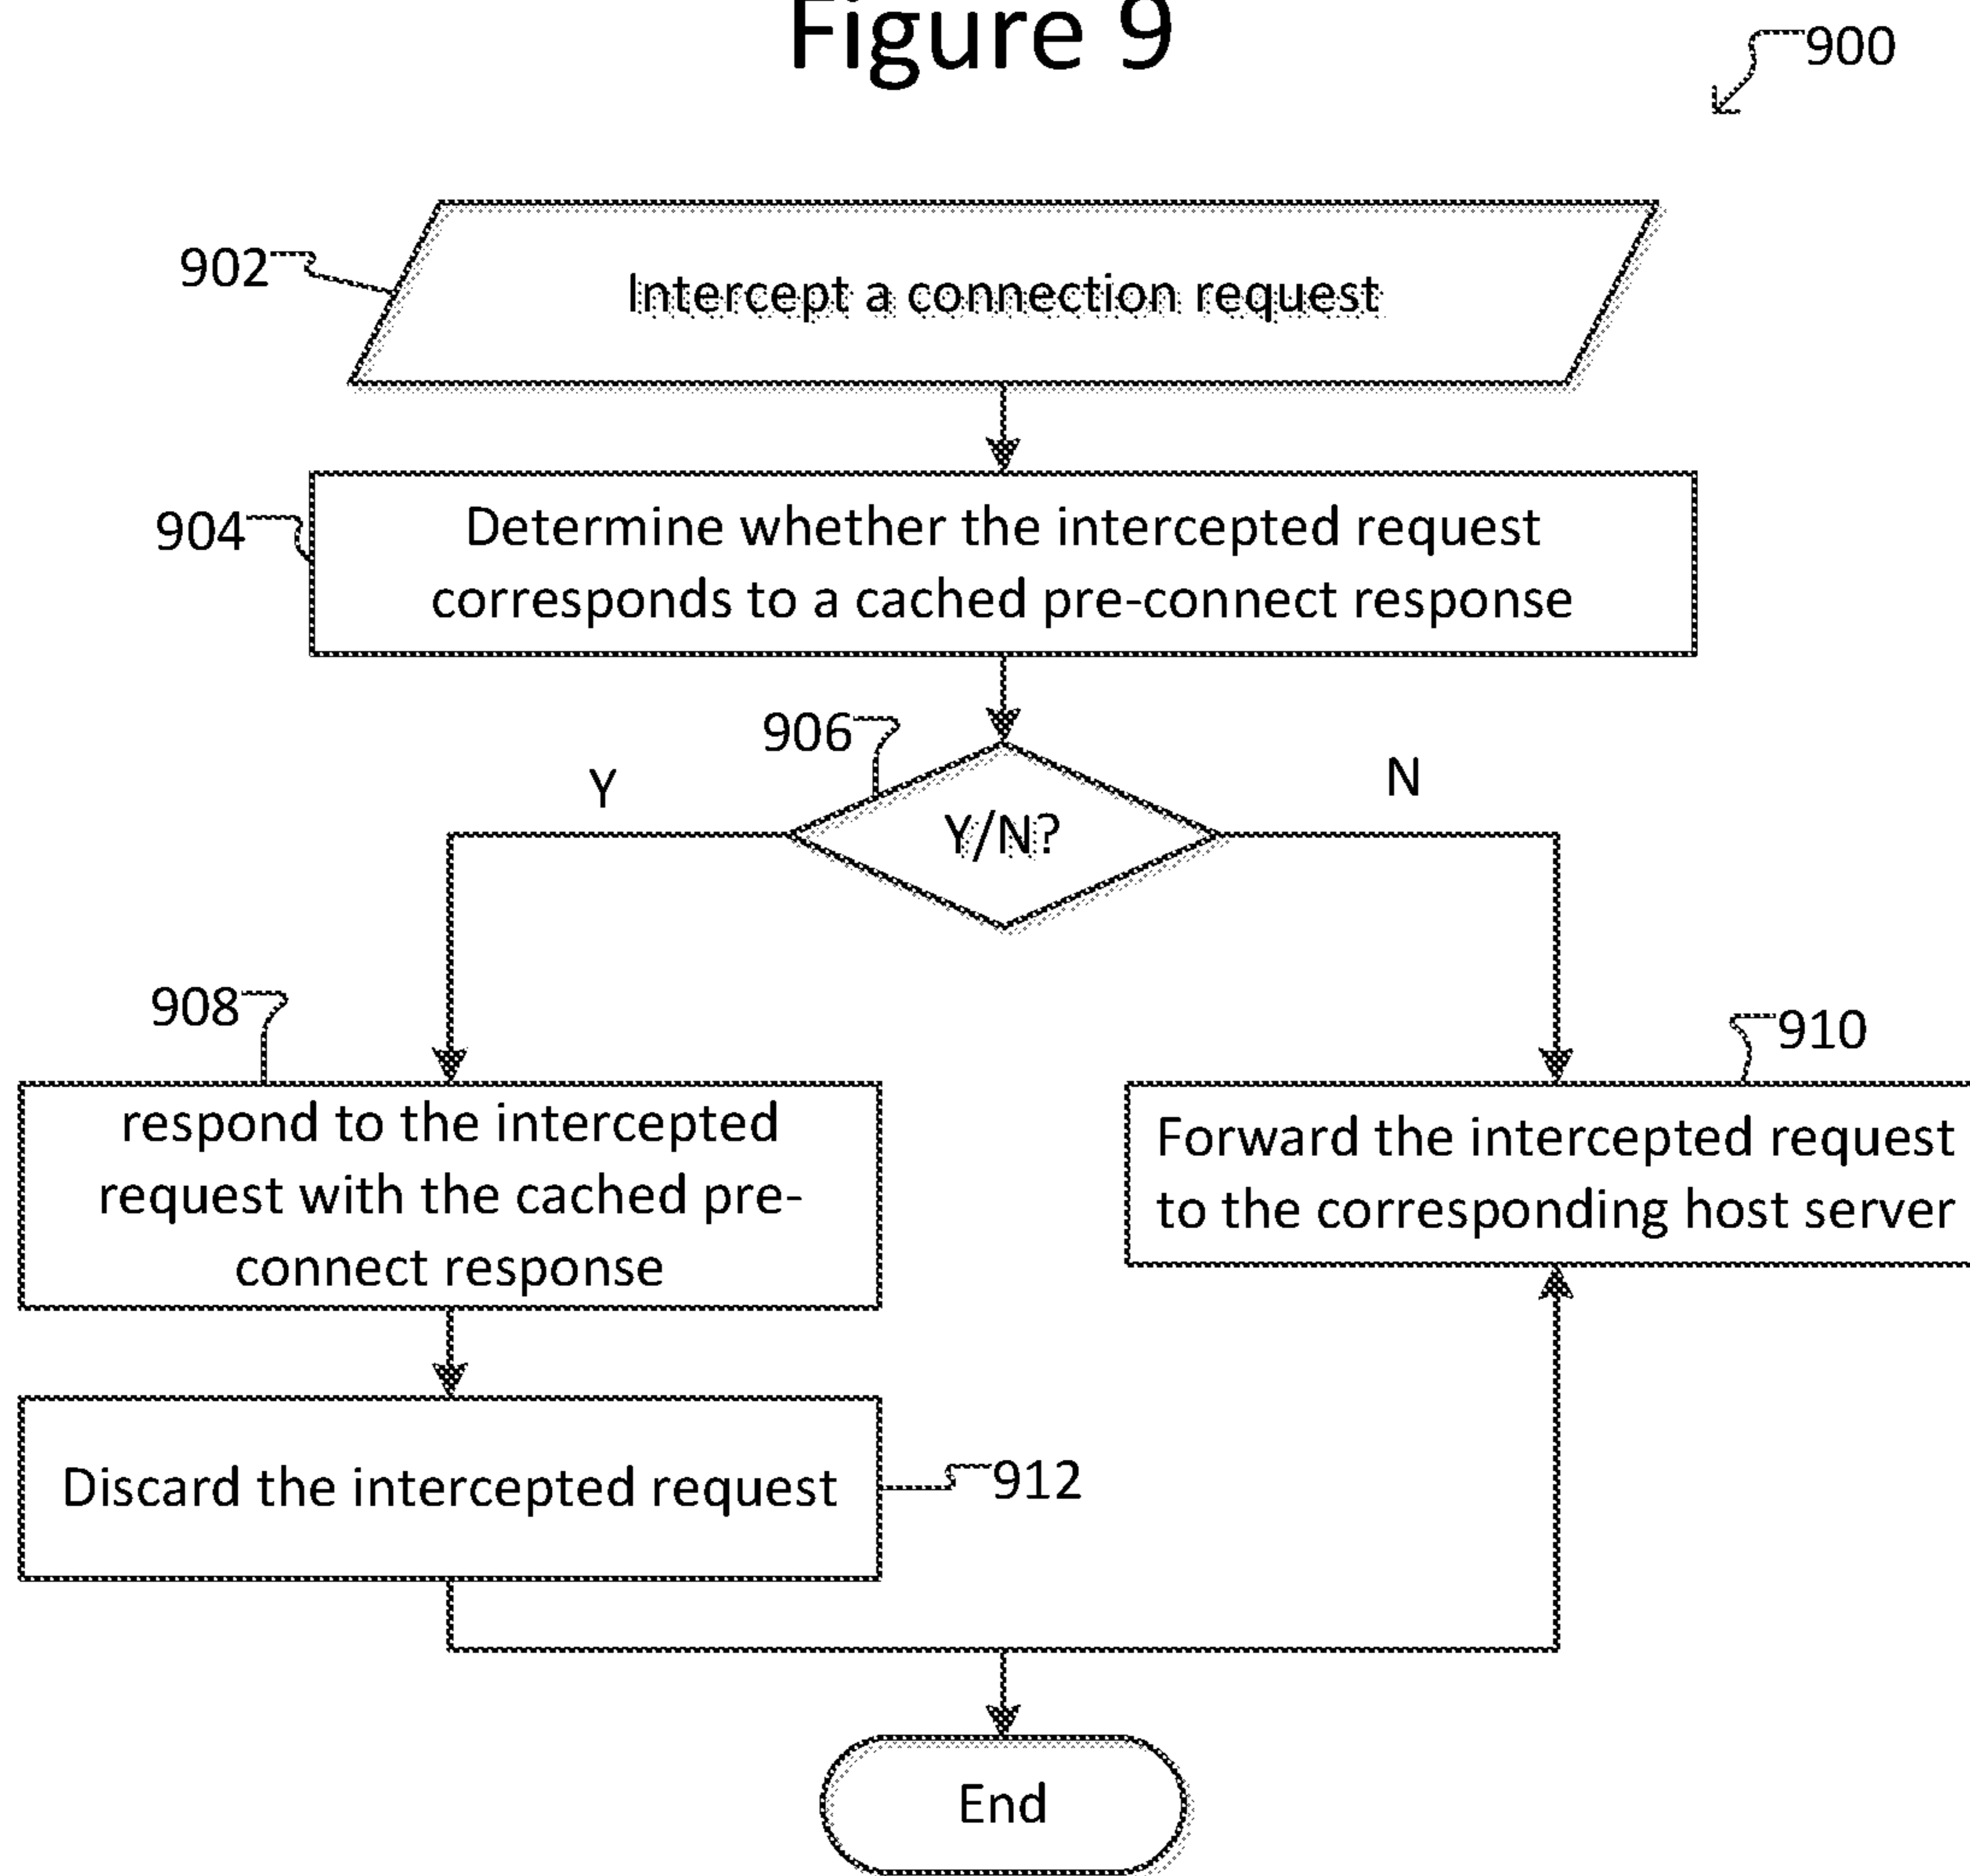 Figure 9
900
902
Intercept a connection request
904
Determine whether the intercepted request
corresponds to a cached pre-connect response
906
Y
N
Y/N?
908
910
respond to the intercepted
request with the cached pre-
connect response
Forward the intercepted request
to the corresponding host server
Discard the intercepted request
912
End